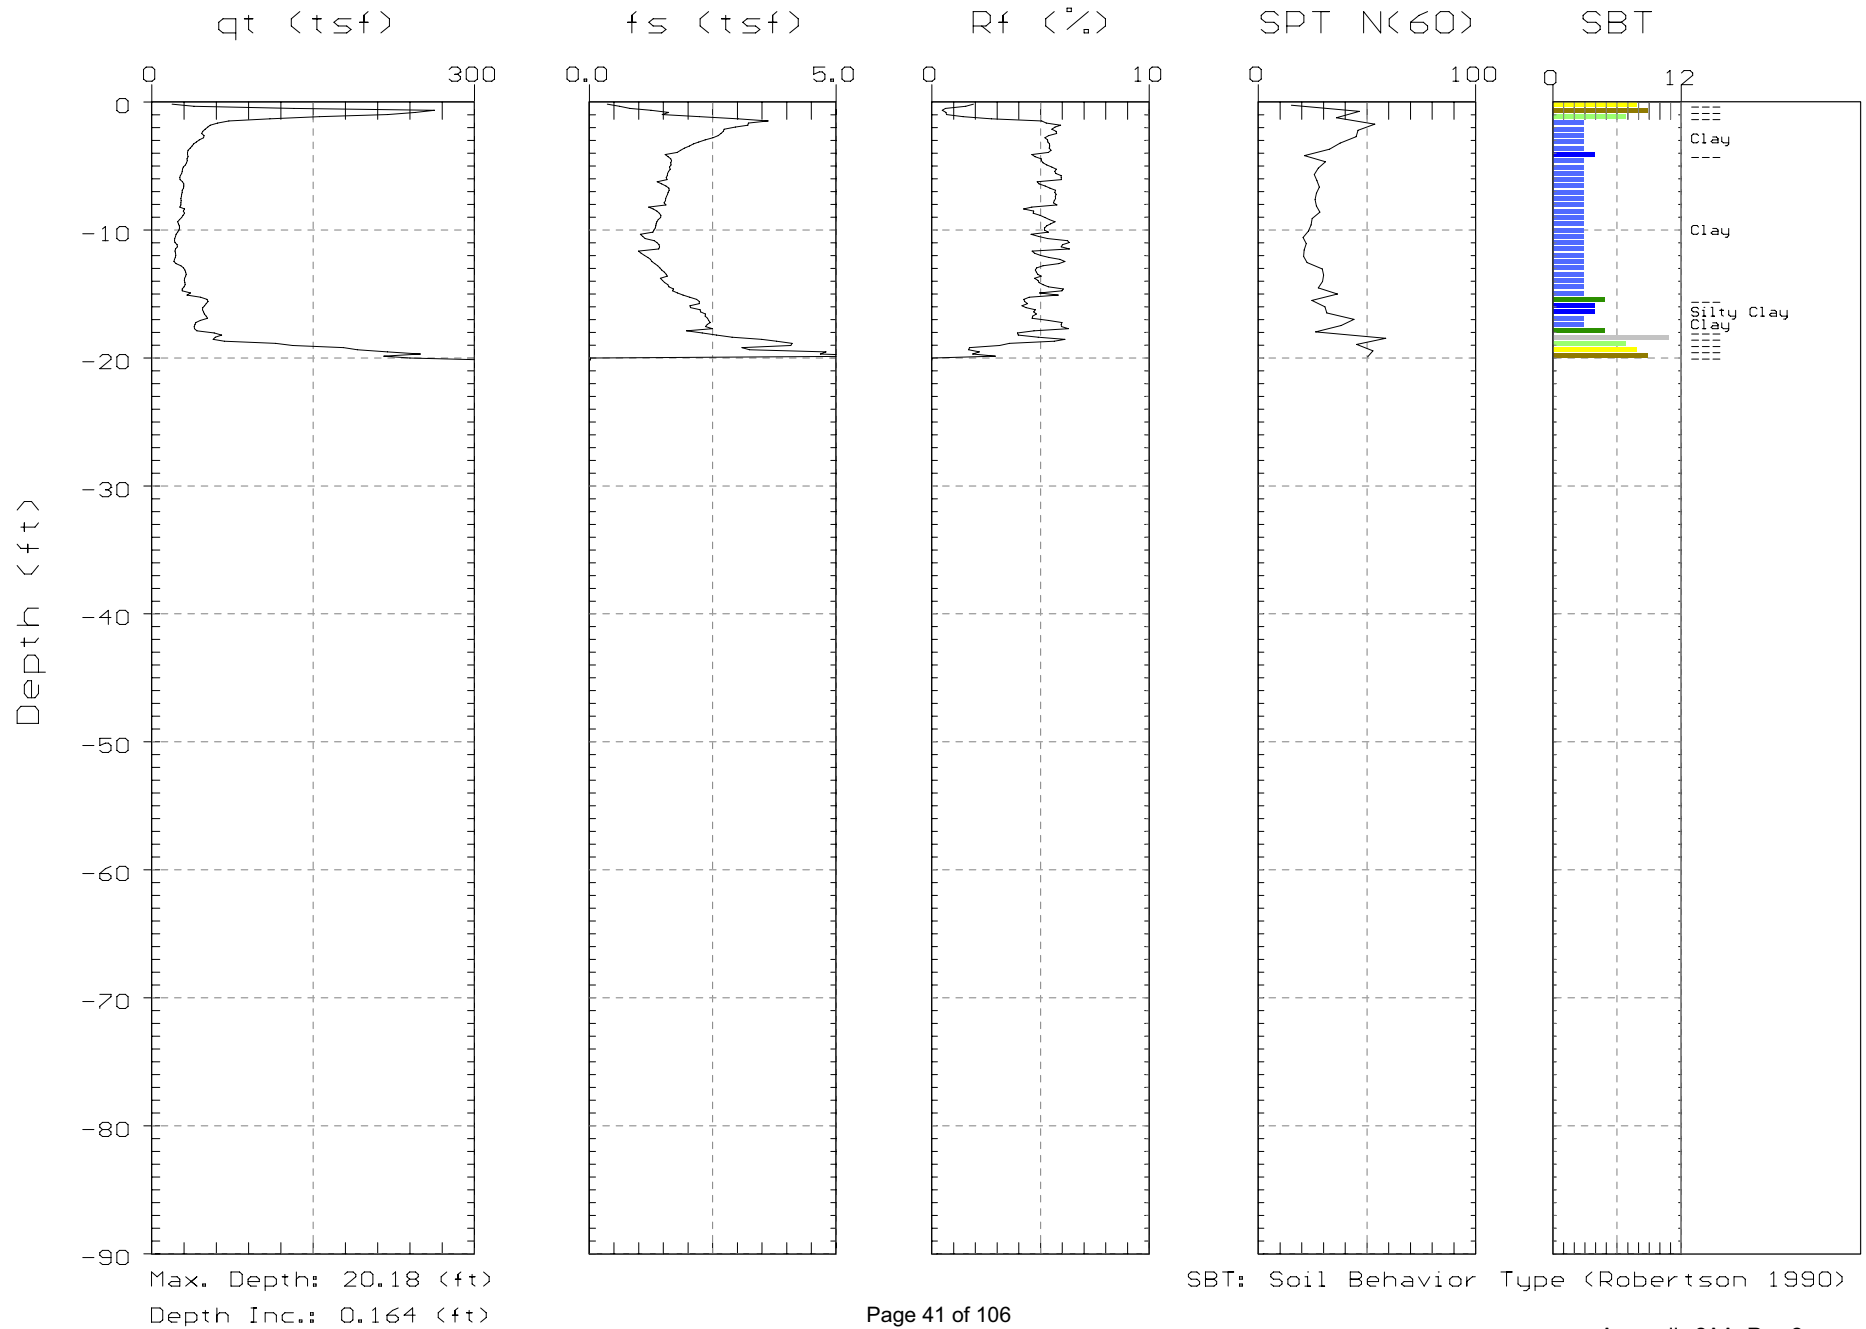 qt (tsf) fs (tsf) Rf (%) SPT N(60) SBT
0 300 0.0 5.0 0 10 0 100 0 12
0
---
---
---
Clay
---
-10 Clay
---
Silty Clay
Clay
---
---
---
---
-20 ---
-30
-40
-50
-60
-70
-80
-90
Depth (ft)
Max. Depth: 20.18 (ft)
SBT: Soil Behavior Type (Robertson 1990)
Depth Inc.: 0.164 (ft)
Page 41 of 106